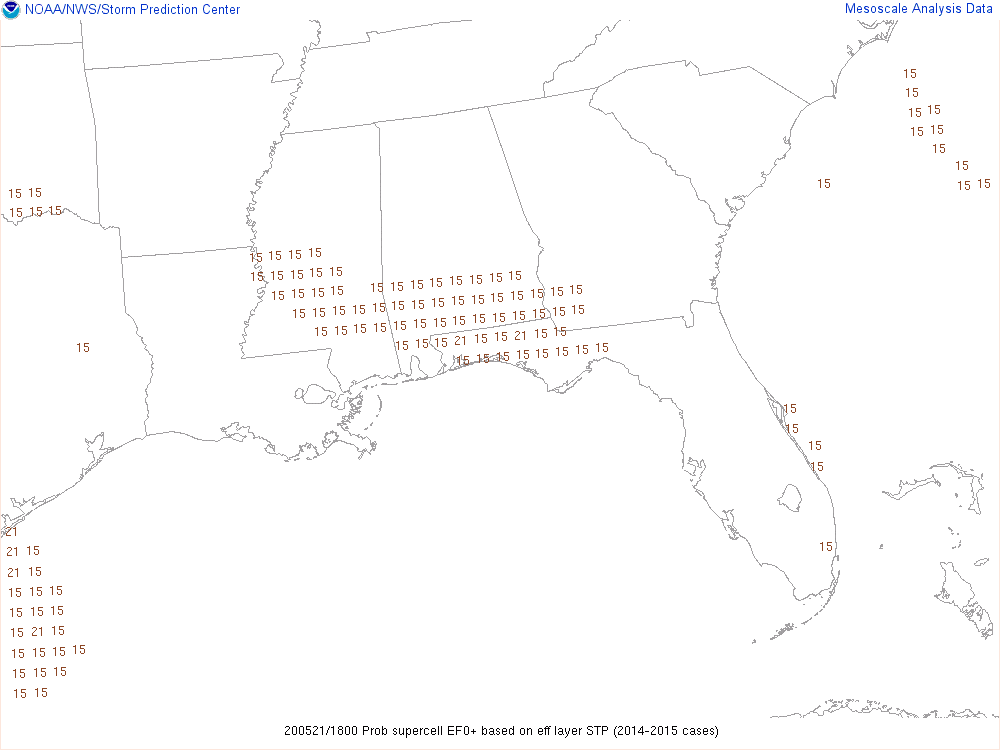 NOAA/NWS/Storm Prediction Center
Mesoscale Analysis Data
15
15
15 15
15 15
15
15
15 15 15
15 15
15 15 15
15 15 15 15
15 15 15 15 15
15 15 15 15 15 15 15 15
15 15 15 15 15 15 15
15 15 15 15 15 15 15 15 15 15 15
15 15 15 15 15 15 15 15 15 15 15 15 15 15 15
15 15 15 15 15 15 15 15 15 15 15 15 15
15 15 15 21 15 15 21 15 15
15
15 15 15 15 15 15 15 15
15
15
15
15
21
15
21 15
21 15
15 15 15
15 15 15
15 21 15
15 15 15 15
15 15 15
15 15
200521/1800 Prob supercell EF0+ based on eff layer STP (2014-2015 cases)